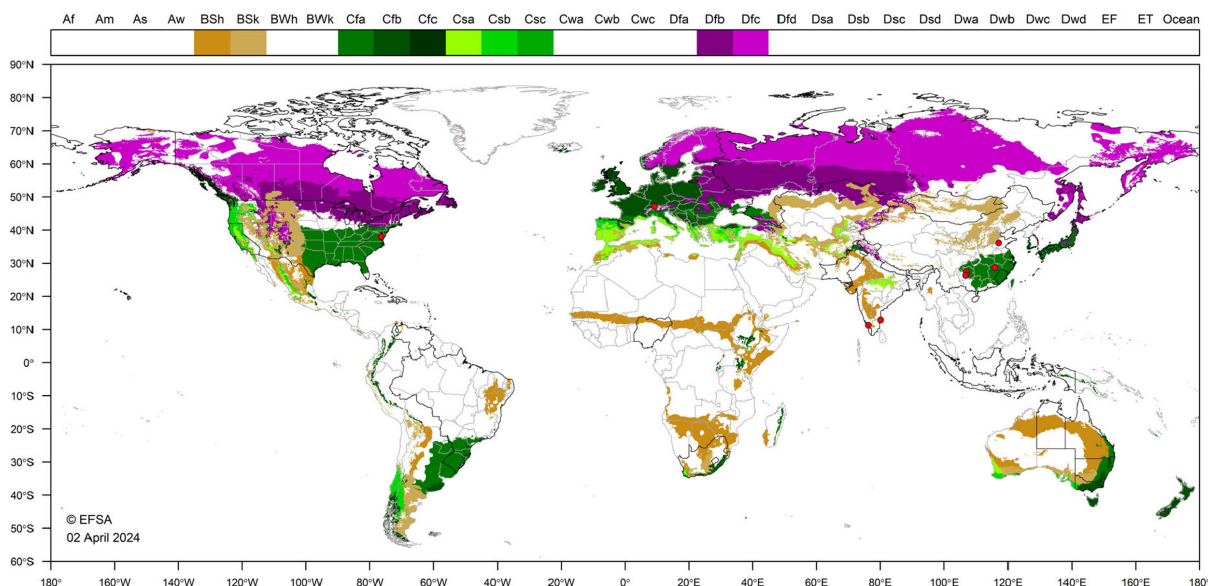 Af Am As Aw BSh BSk BWh BWk Cfa Cfb Cfc Csa Csb Csc Cwa Cwb Cwc Dfa Dfb Dfc Dfd Dsa Dsb Dsc Dsd Dwa Dwb Dwc Dwd EF ET Ocean
90°N
80°N
70°N
60°N
50°N
40°N
30°N
20°N
10°N
0°
10°S
20°S
30°S
40°S
50°S
60°S
© EFSA
02 April 2024
180° 160°W 140°W 120°W 100°W 80°W 60°W 40°W 20°W 0° 20°E 40°E 60°E 80°E 100°E 120°E 140°E 160°E 180°